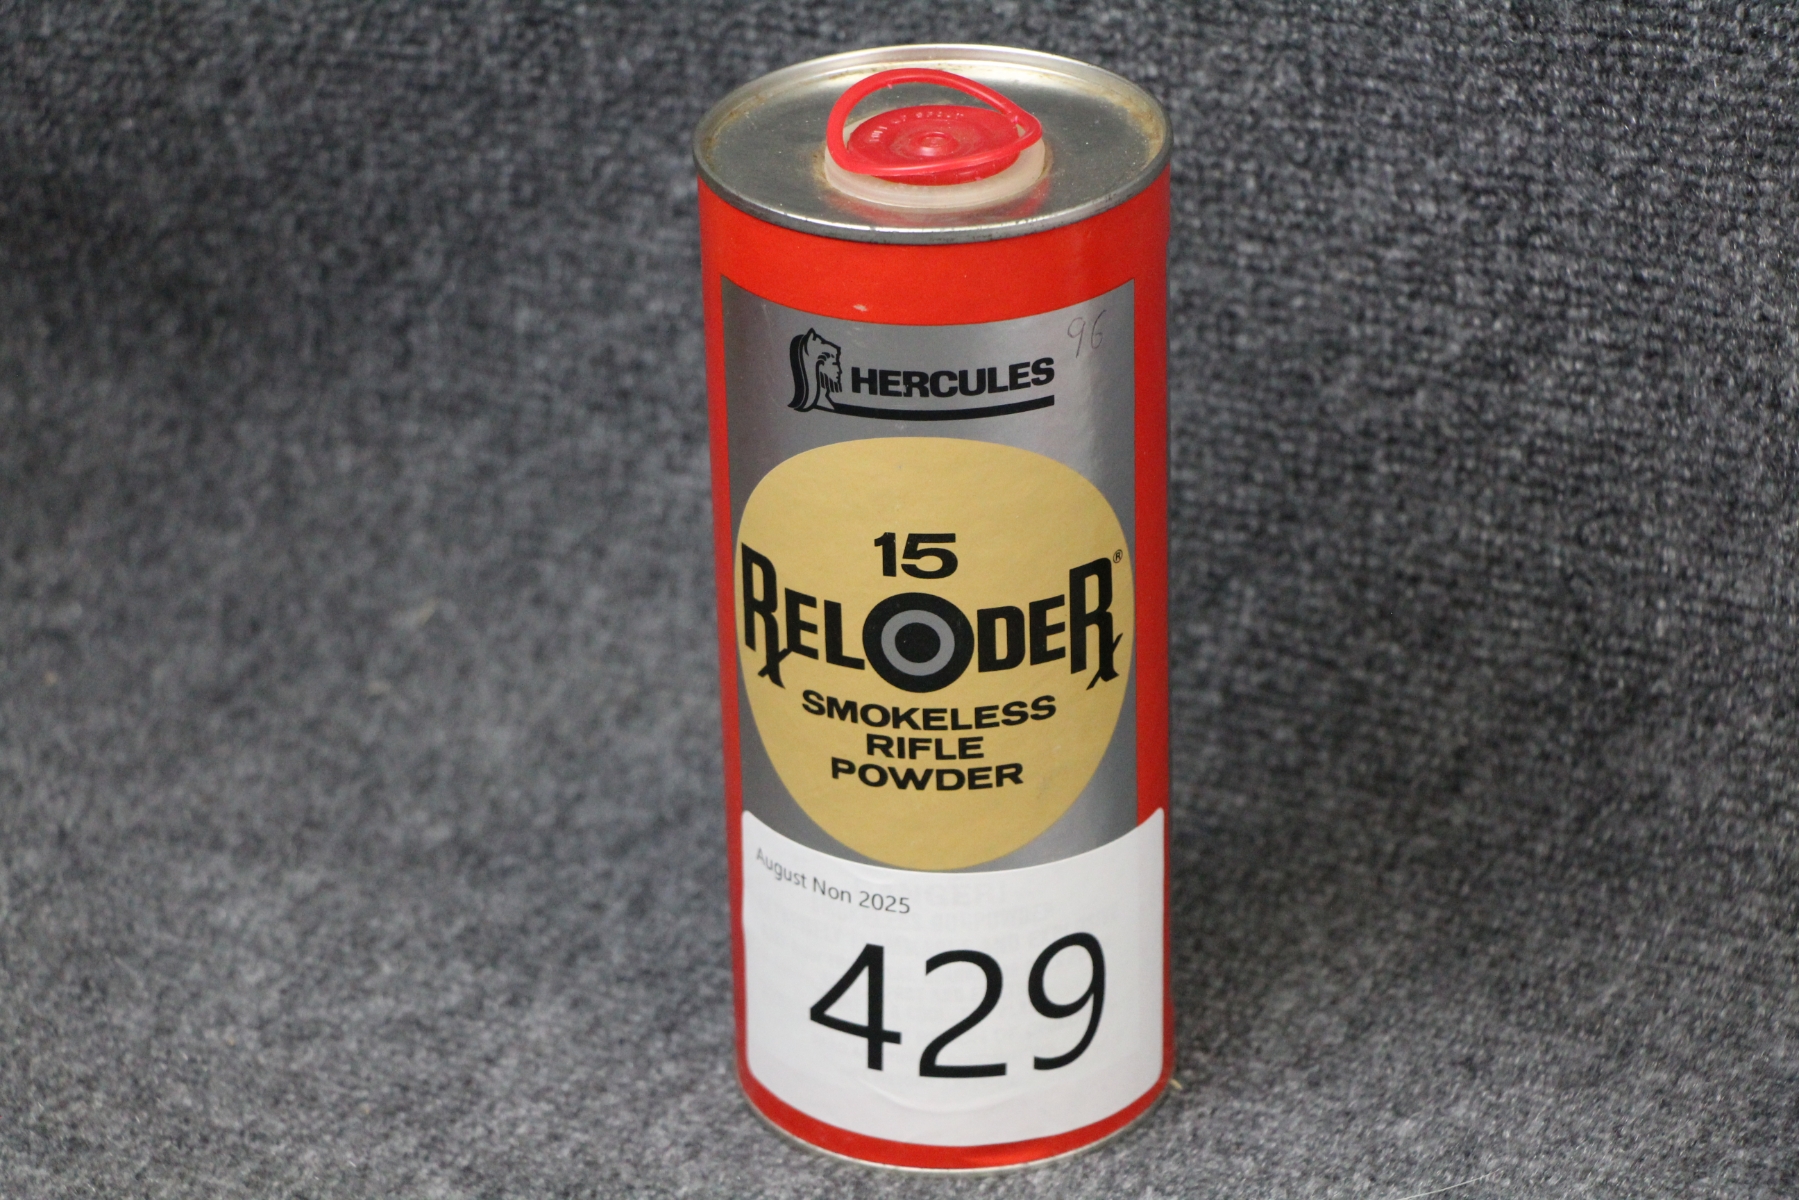 96
HERCULES
15
RELODER®
SMOKELESS
RIFLE
POWDER
August Non 2025
429